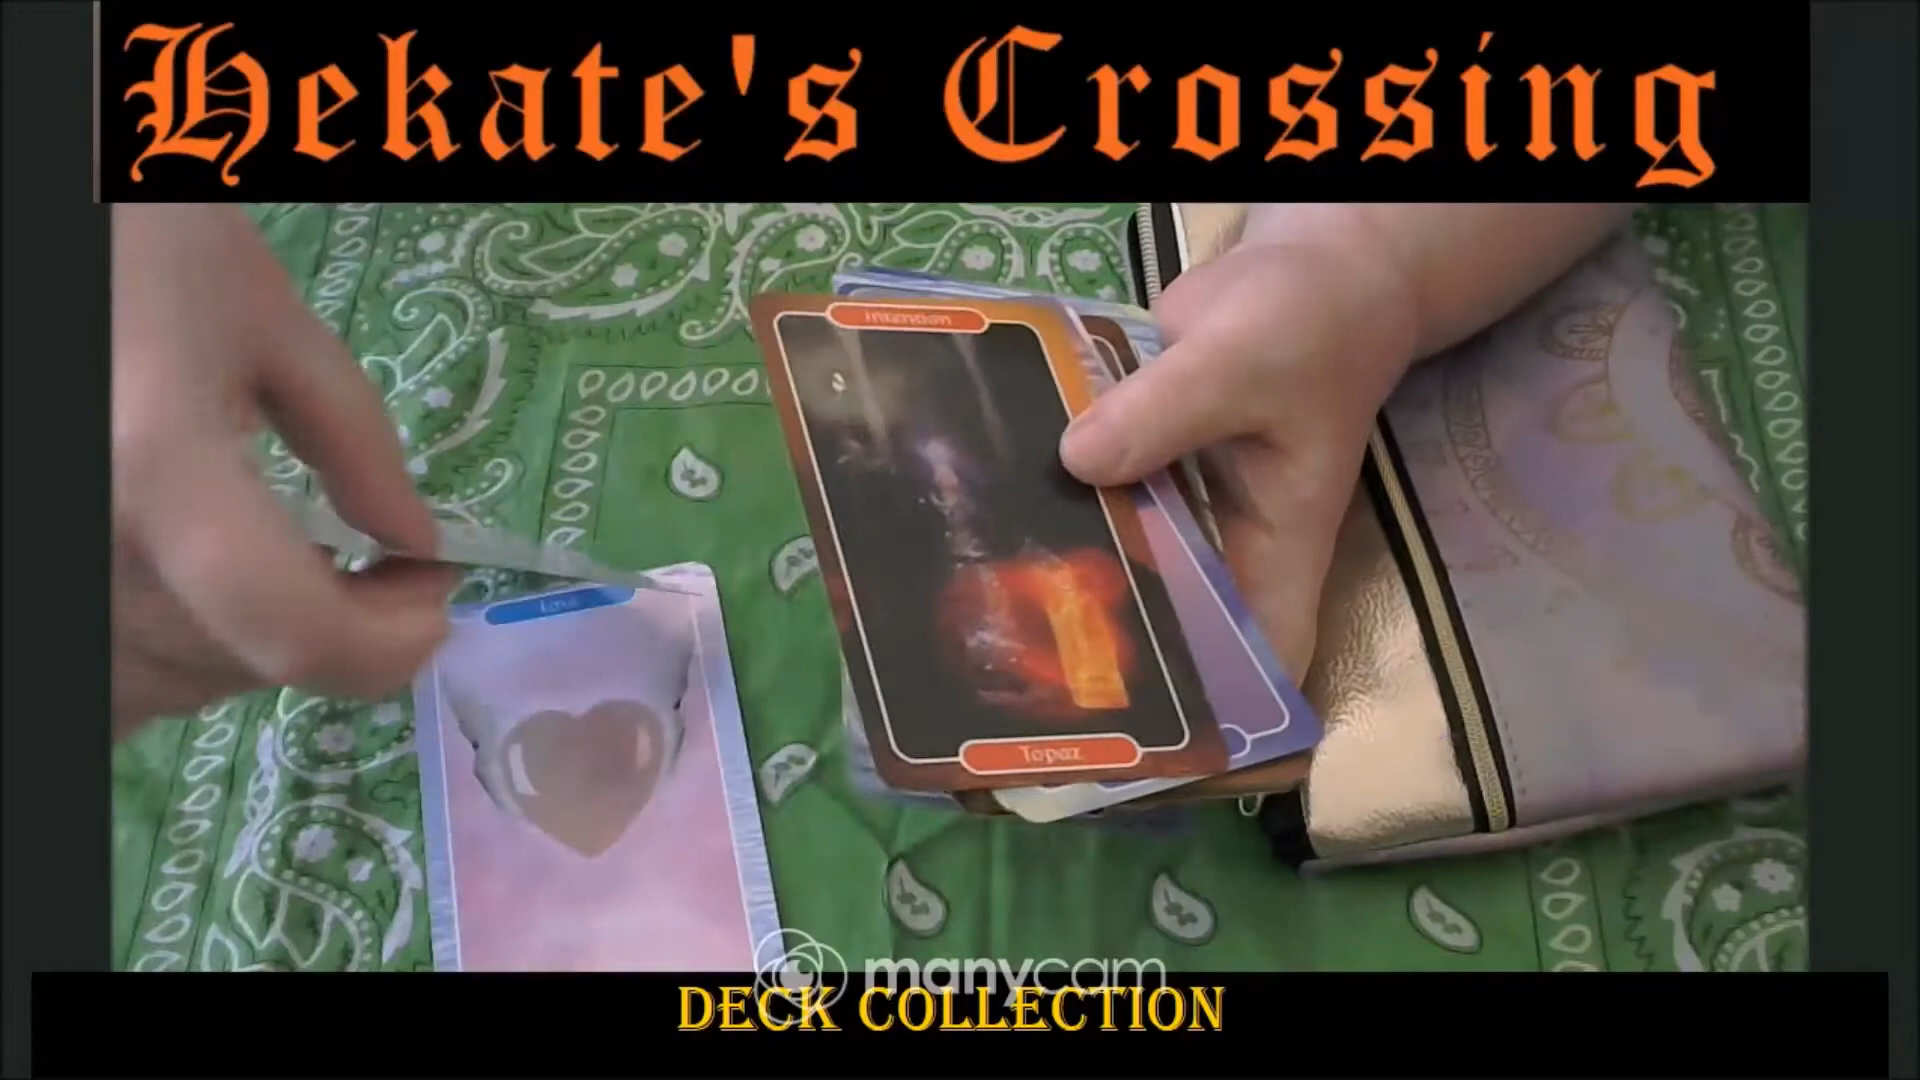 Hekate's Crossing
Intention
Love
Topaz
manycam
DECK COLLECTION